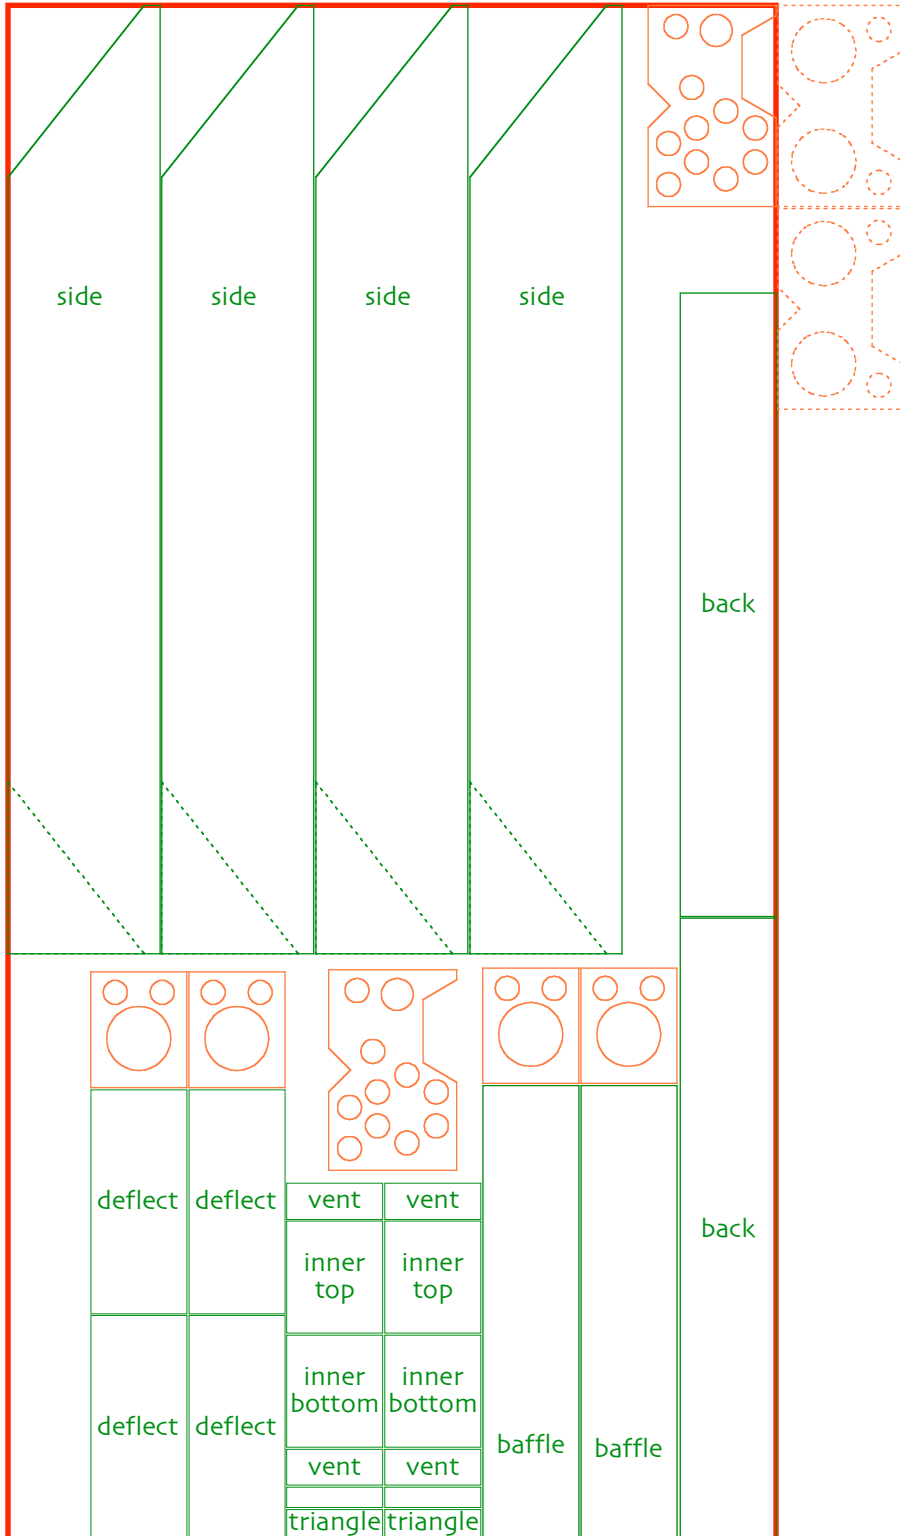 side
side
side
side
back
deflect
deflect
vent
vent
inner
top
inner
top
back
inner
bottom
inner
bottom
deflect
deflect
baffle
baffle
vent
vent
triangle
triangle